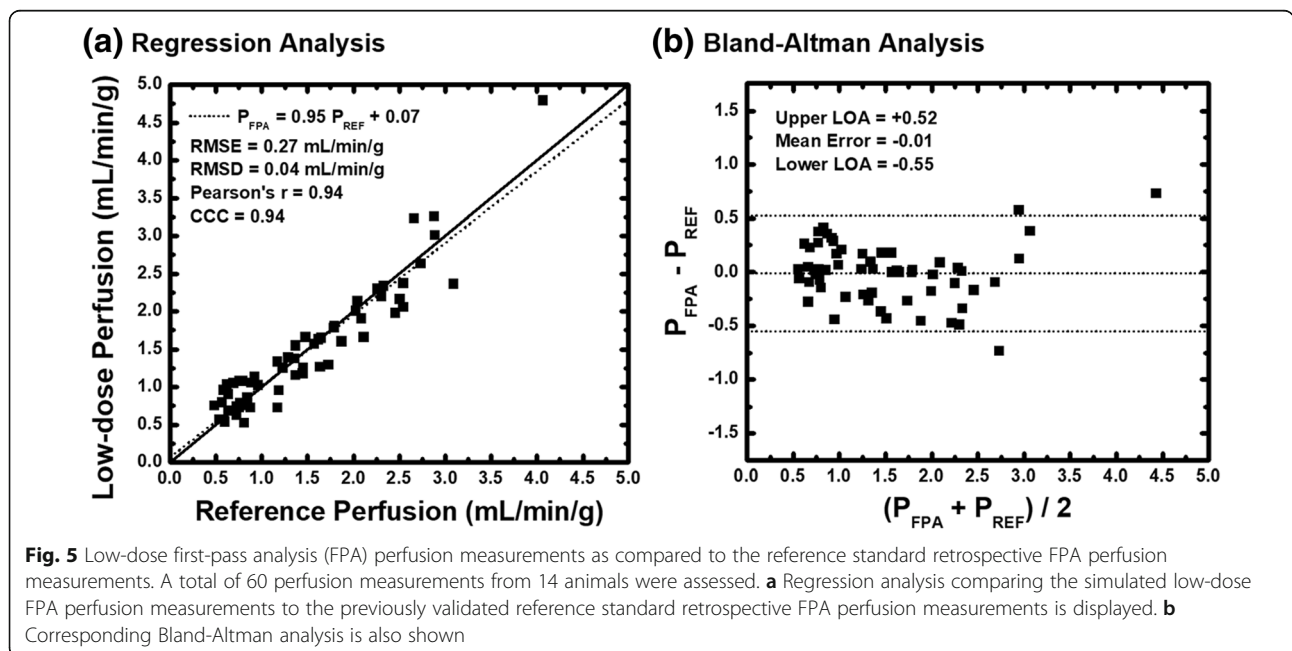 (a) Regression Analysis
Low-dose Perfusion (mL/min/g)
5.0
4.5
4.0
3.5
3.0
2.5
2.0
1.5
1.0
0.5
0.0
P_FPA = 0.95 P_REF + 0.07
RMSE = 0.27 mL/min/g
RMSD = 0.04 mL/min/g
Pearson's r = 0.94
CCC = 0.94
0.0 0.5 1.0 1.5 2.0 2.5 3.0 3.5 4.0 4.5 5.0
Reference Perfusion (mL/min/g)
(b) Bland-Altman Analysis
P_FPA - P_REF
1.5
1.0
0.5
0.0
-0.5
-1.0
-1.5
Upper LOA = +0.52
Mean Error = -0.01
Lower LOA = -0.55
0.0 0.5 1.0 1.5 2.0 2.5 3.0 3.5 4.0 4.5 5.0
(P_FPA + P_REF) / 2
Fig. 5 Low-dose first-pass analysis (FPA) perfusion measurements as compared to the reference standard retrospective FPA perfusion
measurements. A total of 60 perfusion measurements from 14 animals were assessed. a Regression analysis comparing the simulated low-dose
FPA perfusion measurements to the previously validated reference standard retrospective FPA perfusion measurements is displayed. b
Corresponding Bland-Altman analysis is also shown